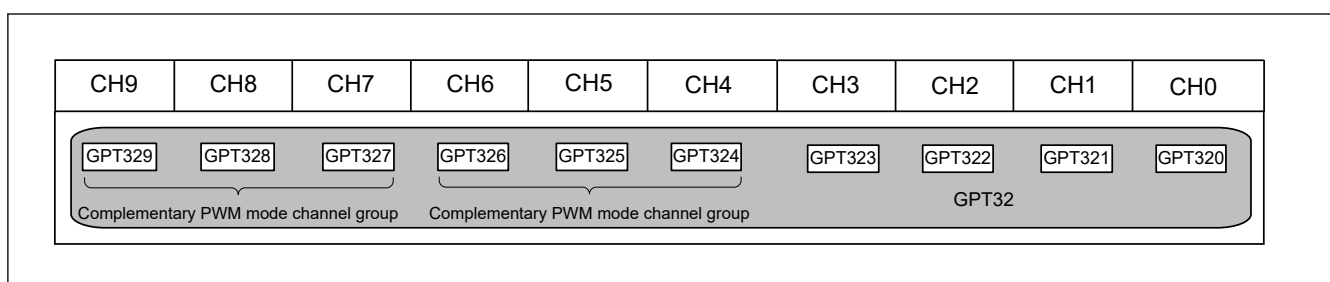 CH9 CH8 CH7 CH6 CH5 CH4 CH3 CH2 CH1 CH0
GPT329 GPT328 GPT327 GPT326 GPT325 GPT324 GPT323 GPT322 GPT321 GPT320
GPT32
Complementary PWM mode channel group Complementary PWM mode channel group